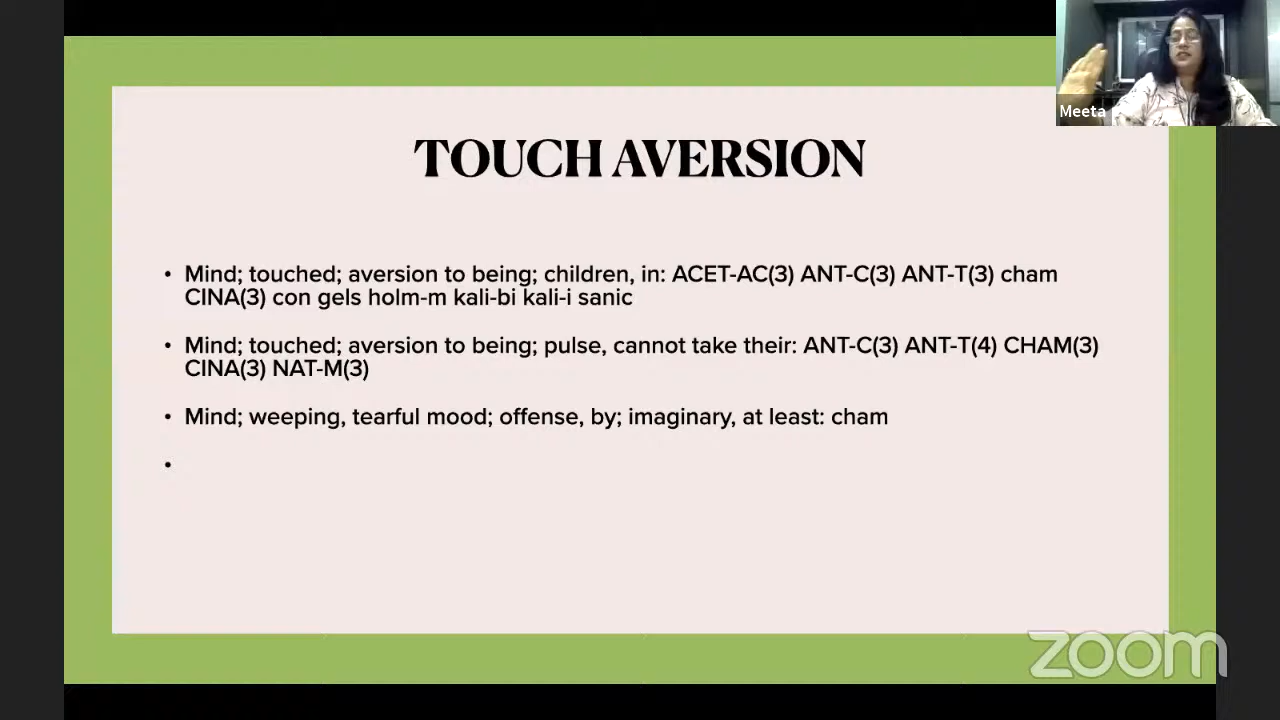 Meeta
TOUCH AVERSION
• Mind; touched; aversion to being; children, in: ACET-AC(3) ANT-C(3) ANT-T(3) cham
CINA(3) con gels holm-m kali-bi kali-i sanic
• Mind; touched; aversion to being; pulse, cannot take their: ANT-C(3) ANT-T(4) CHAM(3)
CINA(3) NAT-M(3)
• Mind; weeping, tearful mood; offense, by; imaginary, at least: cham
•
zoom